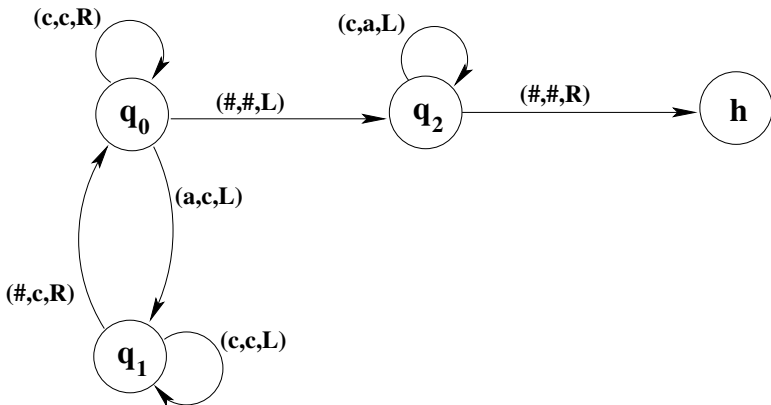 (c,c,R)
(c,a,L)
q0
(#,#,L)
q2
(#,#,R)
h
(a,c,L)
(#,c,R)
q1
(c,c,L)